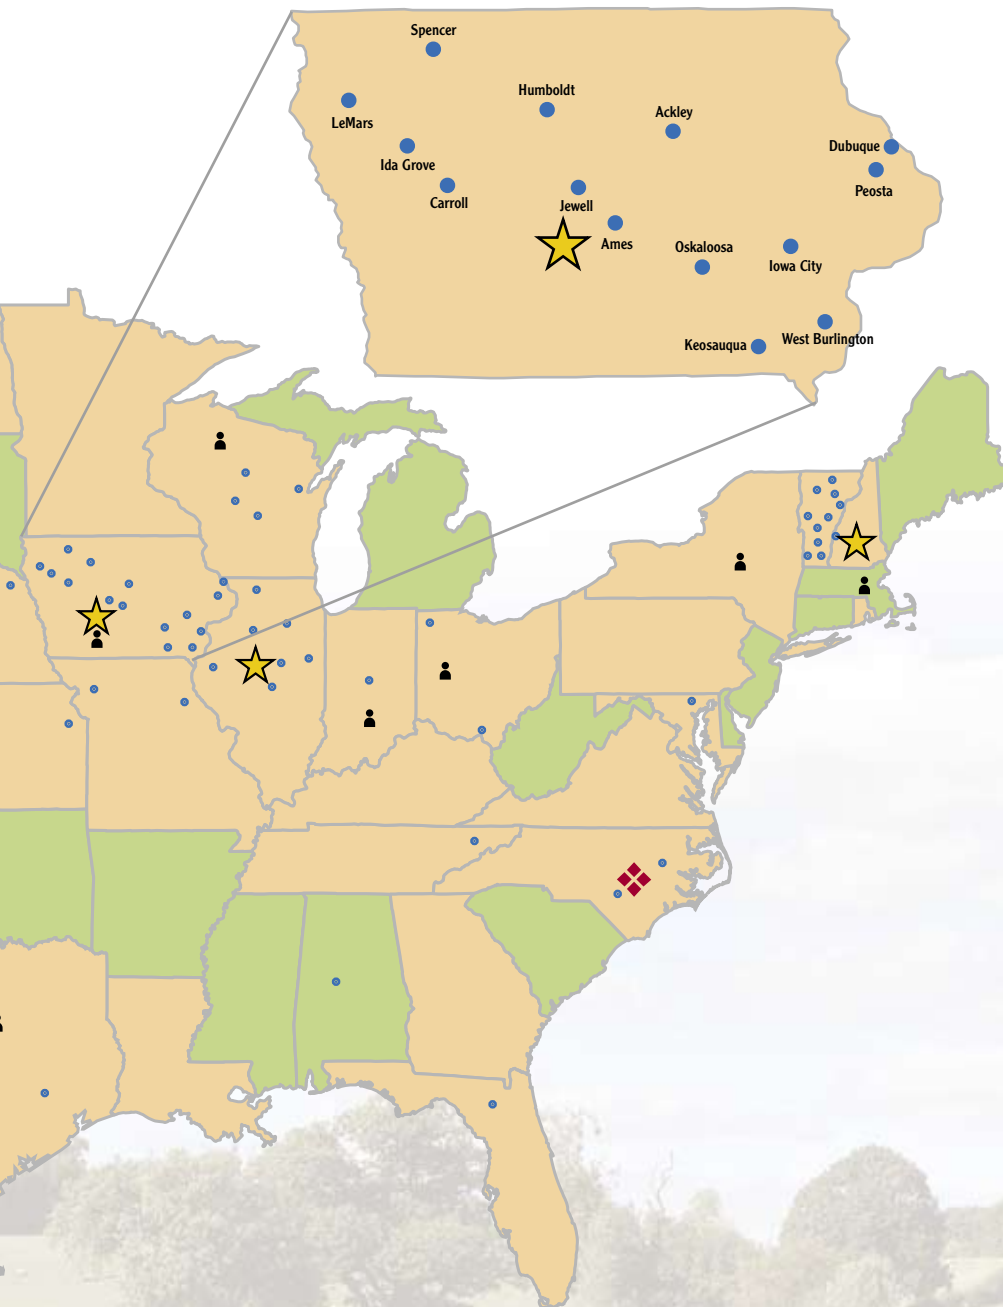 Spencer
Humboldt
Ackley
LeMars
Dubuque
Ida Grove
Peosta
Carroll
Jewell
Ames
Oskaloosa
Iowa City
West Burlington
Keosauqua